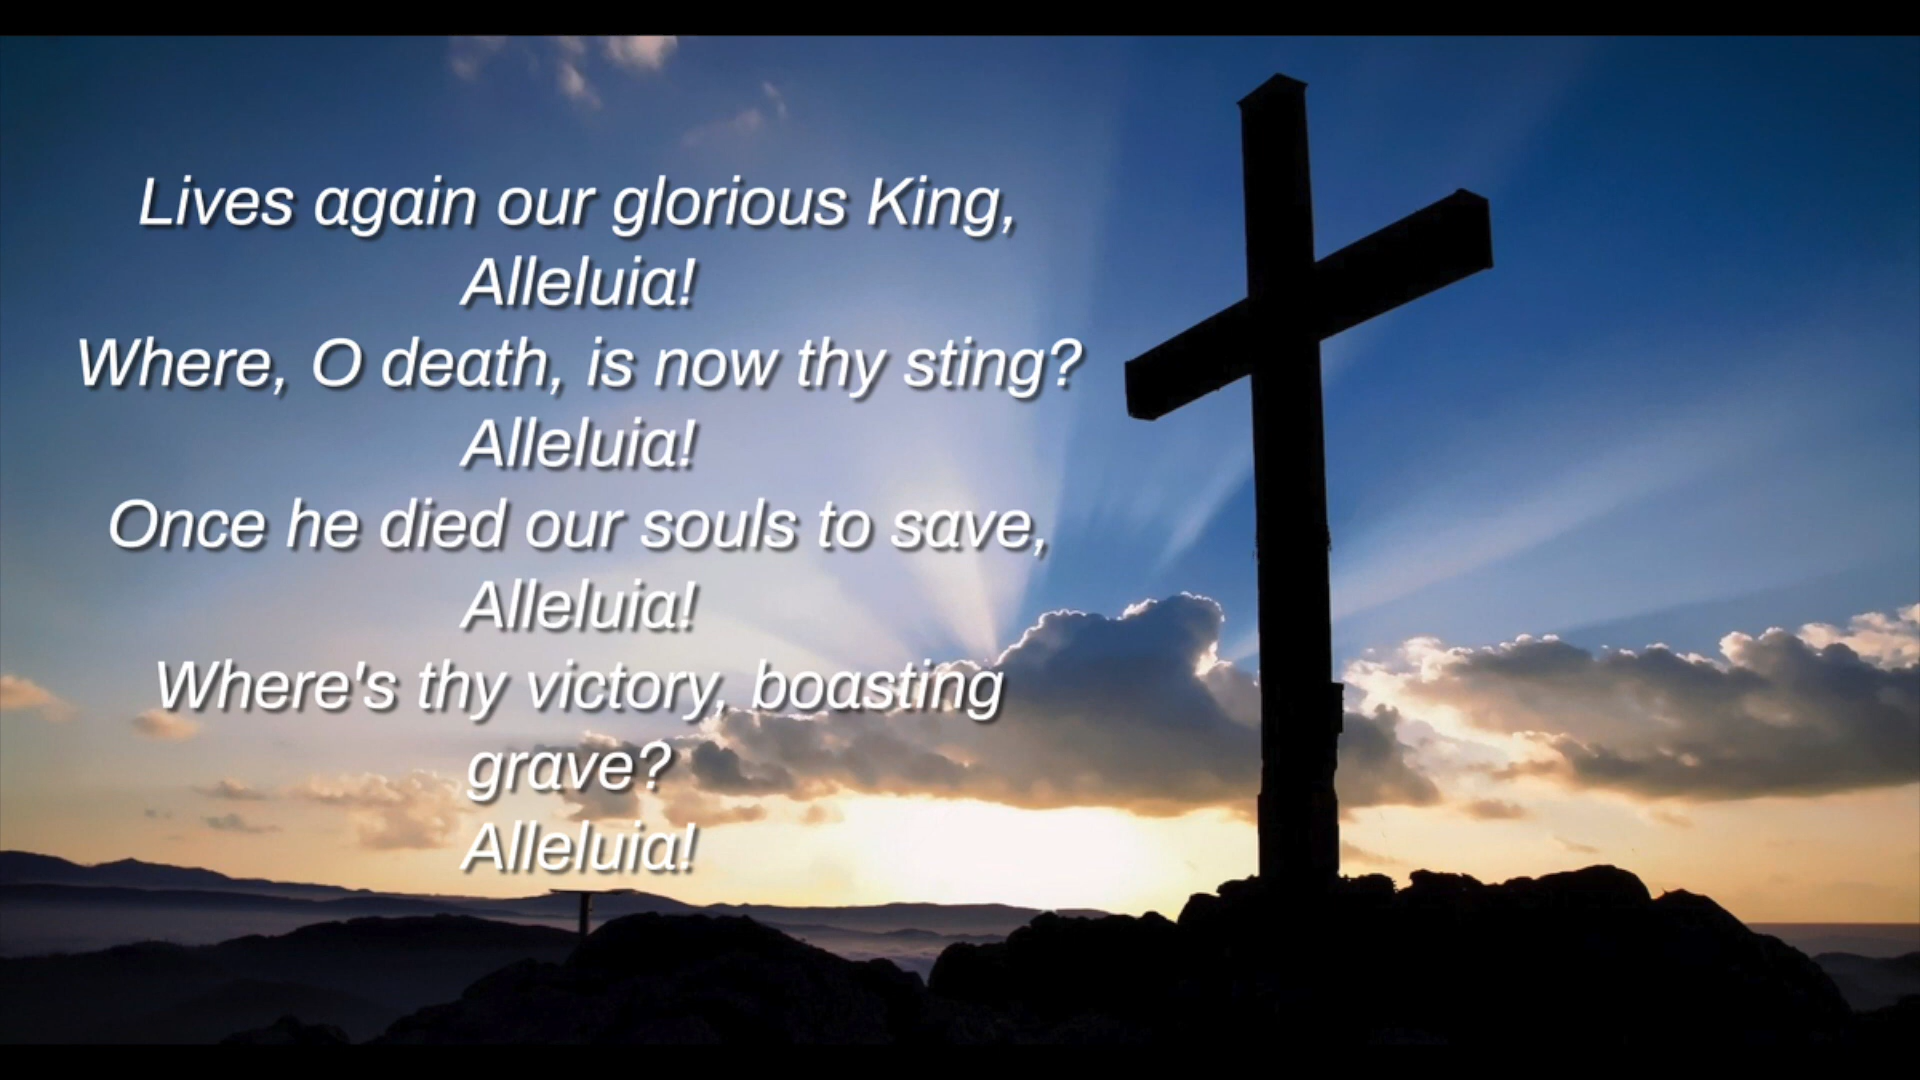 Lives again our glorious King,
Alleluia!
Where, O death, is now thy sting?
Alleluia!
Once he died our souls to save,
Alleluia!
Where's thy victory, boasting
grave?
Alleluia!